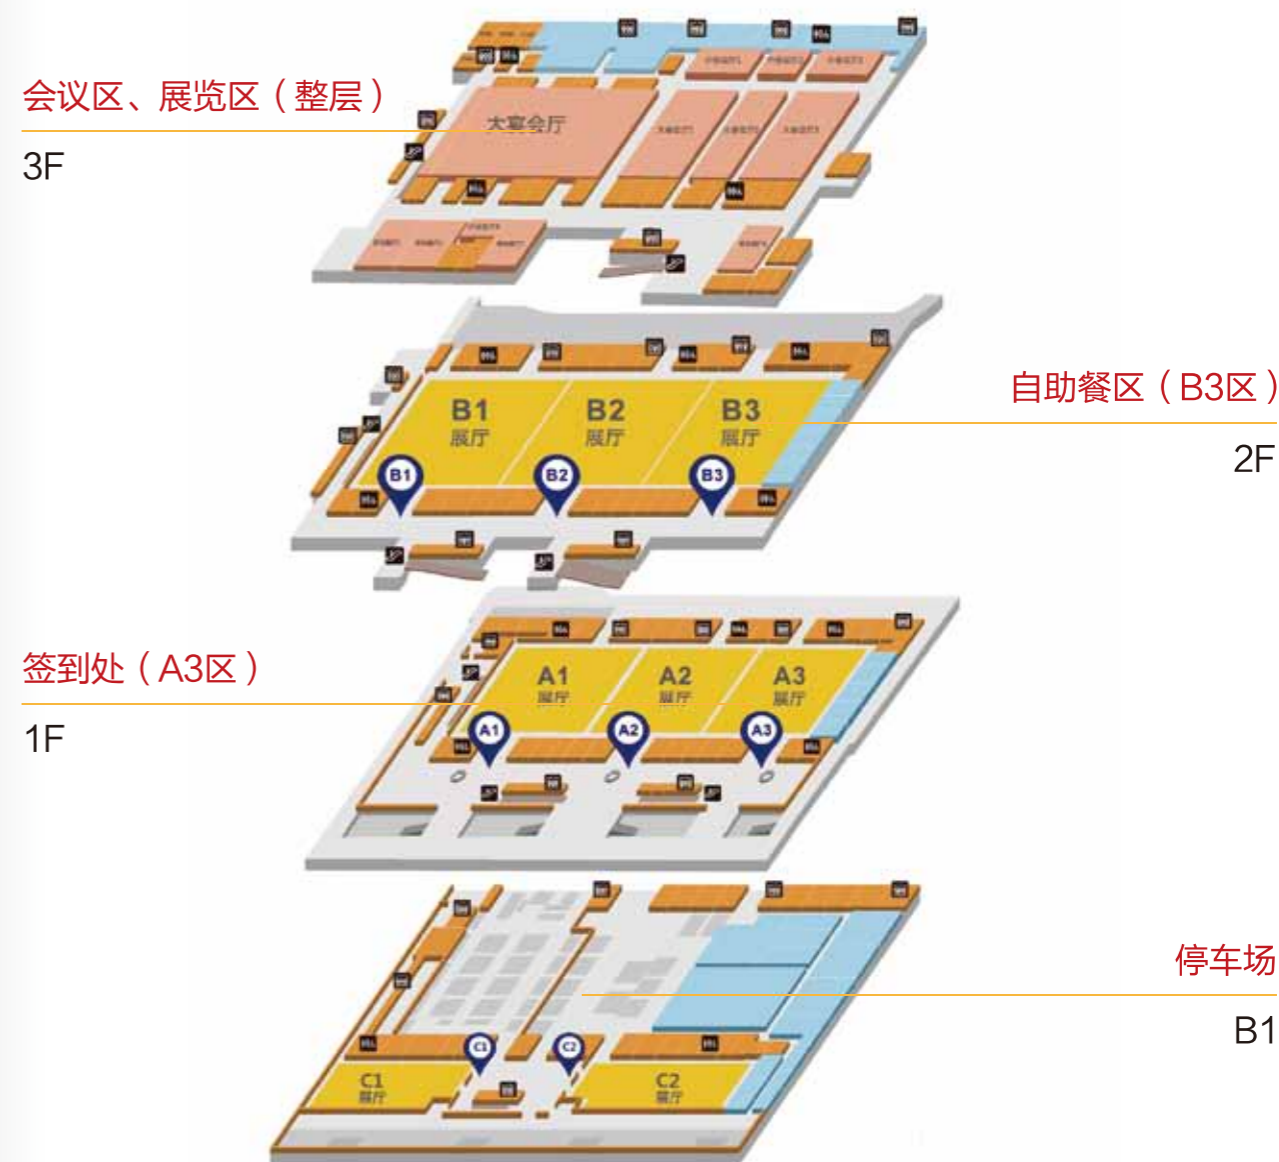 会议区、展览区（整层）
3F
大宴会厅
自助餐区（B3区）
2F
B1
展厅
B2
展厅
B3
展厅
B1
B2
B3
签到处（A3区）
1F
A1
展厅
A2
展厅
A3
展厅
A1
A2
A3
停车场
B1
C1
C2
C1
展厅
C2
展厅